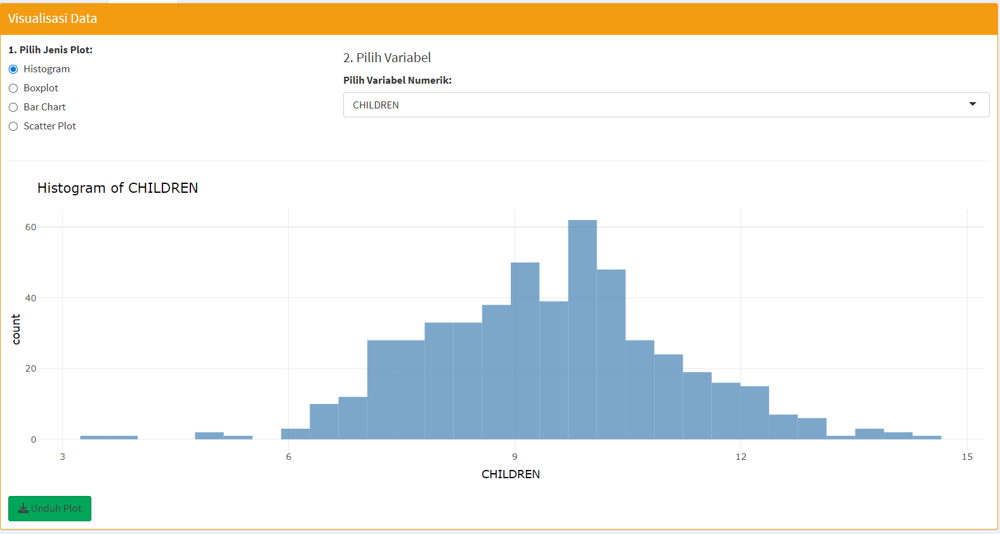 Visualisasi Data
1. Pilih Jenis Plot:
Histogram
Boxplot
Bar Chart
Scatter Plot
2. Pilih Variabel
Pilih Variabel Numerik:
CHILDREN
Histogram of CHILDREN
60
40
20
0
count
3 6 9 12 15
CHILDREN
Unduh Plot